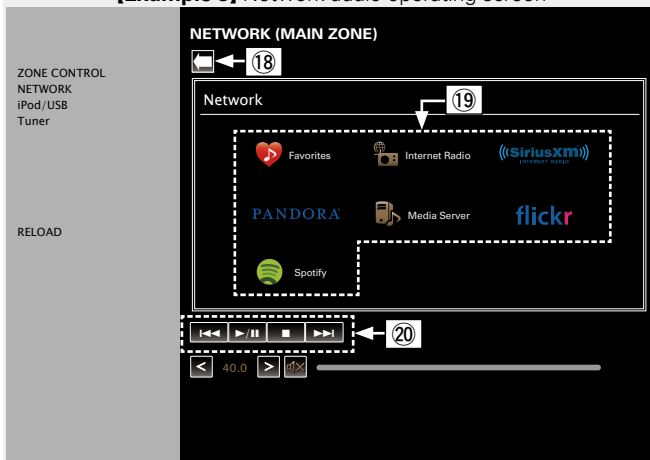 [Example 3] Network audio operating screen
NETWORK (MAIN ZONE)
⑱
ZONE CONTROL
NETWORK
iPod/USB
Tuner
RELOAD
Network
⑲
Favorites
Internet Radio
((SiriusXM))
INTERNET RADIO
PANDORA
Media Server
flickr
Spotify
⑳
40.0